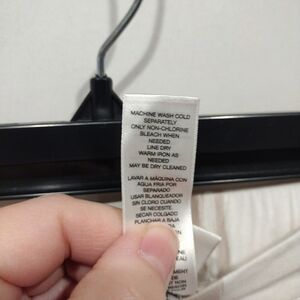 MACHINE WASH COLD
SEPARATELY
ONLY NON-CHLORINE
BLEACH WHEN
NEEDED
LINE DRY
WARM IRON AS
NEEDED
MAY BE DRY CLEANED
LAVAR A MÁQUINA CON
AGUA FRIA POR
SEPARADO
USAR BLANQUEADOR
SIN CLORO CUANDO
SE NECESITE
SECAR COLGADO
PLANCHAR A BAJA